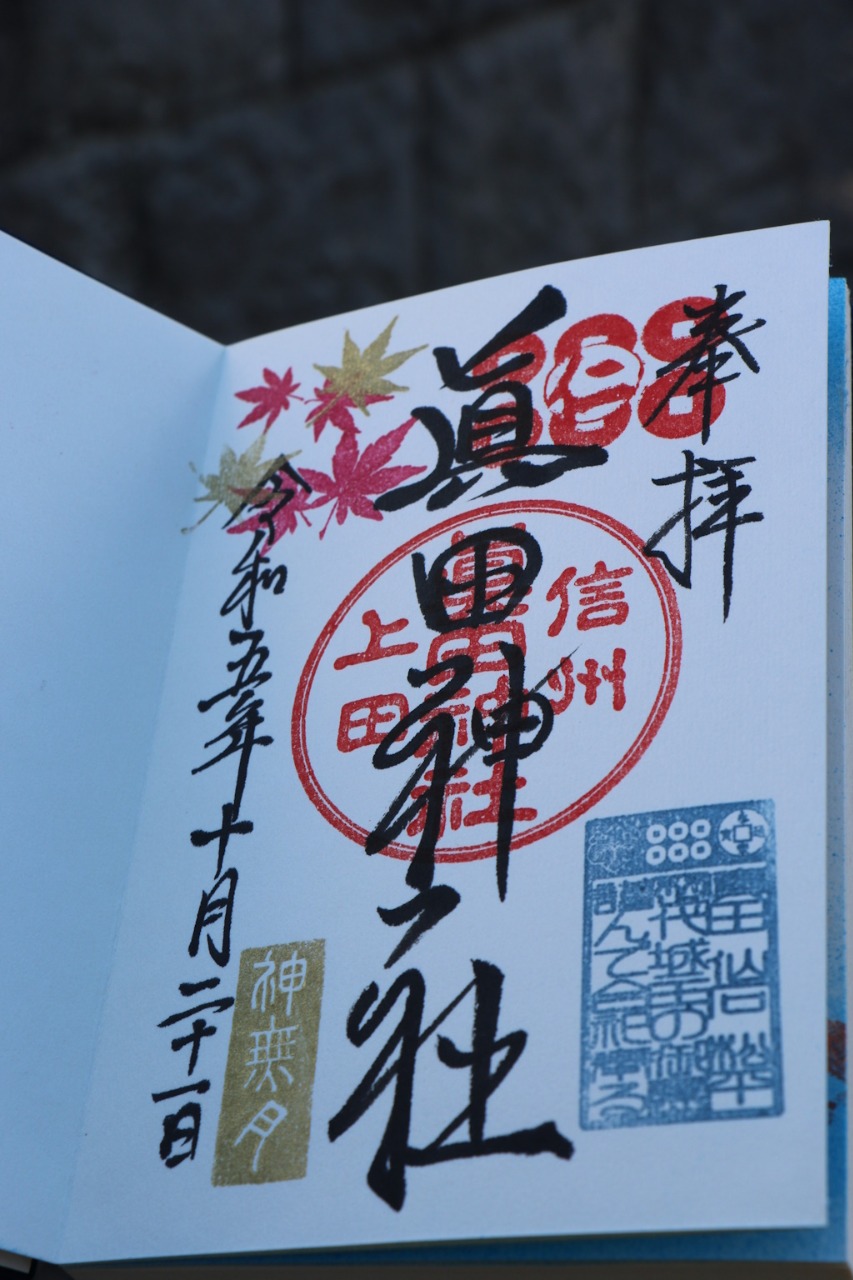 奉拝
眞田神社
信州
眞田神社
上田
令和五年十月二十一日
神無月